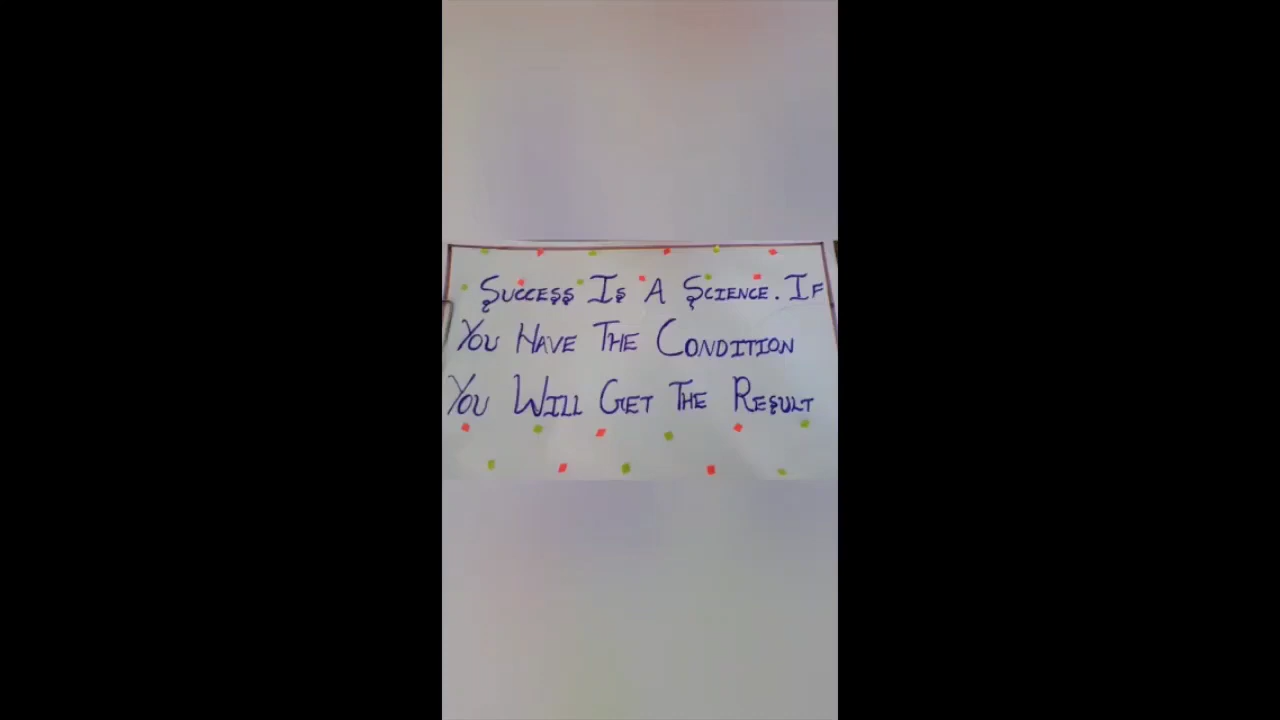 Success Is A Science. If
You Have The Condition
You Will Get The Result